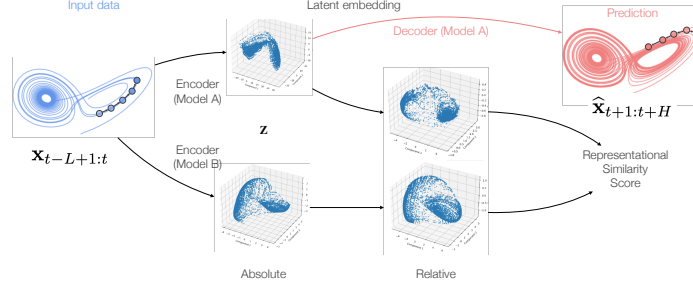 Input data
Latent embedding
Prediction
Decoder (Model A)
Encoder
(Model A)
z
x_{t−L+1:t}
x̂_{t+1:t+H}
Encoder
(Model B)
Representational
Similarity
Score
Absolute
Relative